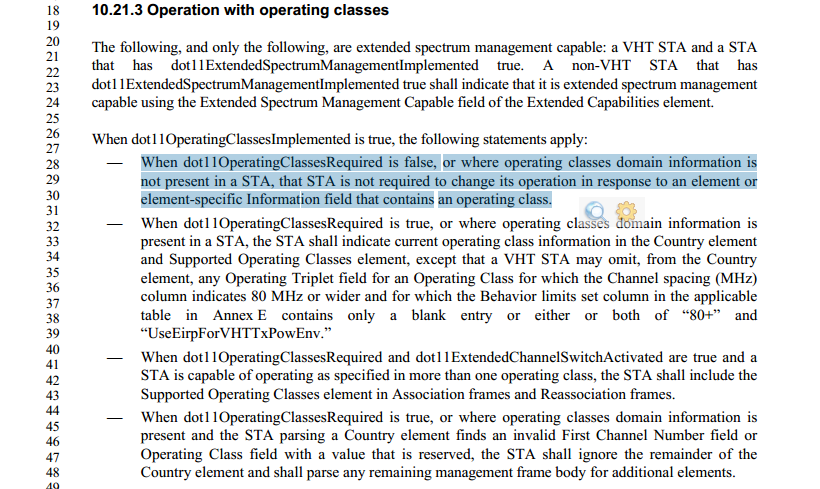 18 10.21.3 Operation with operating classes
19
20 The following, and only the following, are extended spectrum management capable: a VHT STA and a STA
21 that has dot11ExtendedSpectrumManagementImplemented true. A non-VHT STA that has
22
23 dot11ExtendedSpectrumManagementImplemented true shall indicate that it is extended spectrum management
24 capable using the Extended Spectrum Management Capable field of the Extended Capabilities element.
25
26 When dot11OperatingClassesImplemented is true, the following statements apply:
27
28 — When dot11OperatingClassesRequired is false, or where operating classes domain information is
29 not present in a STA, that STA is not required to change its operation in response to an element or
30 element-specific Information field that contains an operating class.
31
32 — When dot11OperatingClassesRequired is true, or where operating classes domain information is
33 present in a STA, the STA shall indicate current operating class information in the Country element
34 and Supported Operating Classes element, except that a VHT STA may omit, from the Country
35
36 element, any Operating Triplet field for an Operating Class for which the Channel spacing (MHz)
37 column indicates 80 MHz or wider and for which the Behavior limits set column in the applicable
38 table in Annex E contains only a blank entry or either or both of “80+” and
39 “UseEirpForVHTTxPowEnv.”
40
41 — When dot11OperatingClassesRequired and dot11ExtendedChannelSwitchActivated are true and a
42 STA is capable of operating as specified in more than one operating class, the STA shall include the
43 Supported Operating Classes element in Association frames and Reassociation frames.
44
45 — When dot11OperatingClassesRequired is true, or where operating classes domain information is
46 present and the STA parsing a Country element finds an invalid First Channel Number field or
47 Operating Class field with a value that is reserved, the STA shall ignore the remainder of the
48 Country element and shall parse any remaining management frame body for additional elements.
49